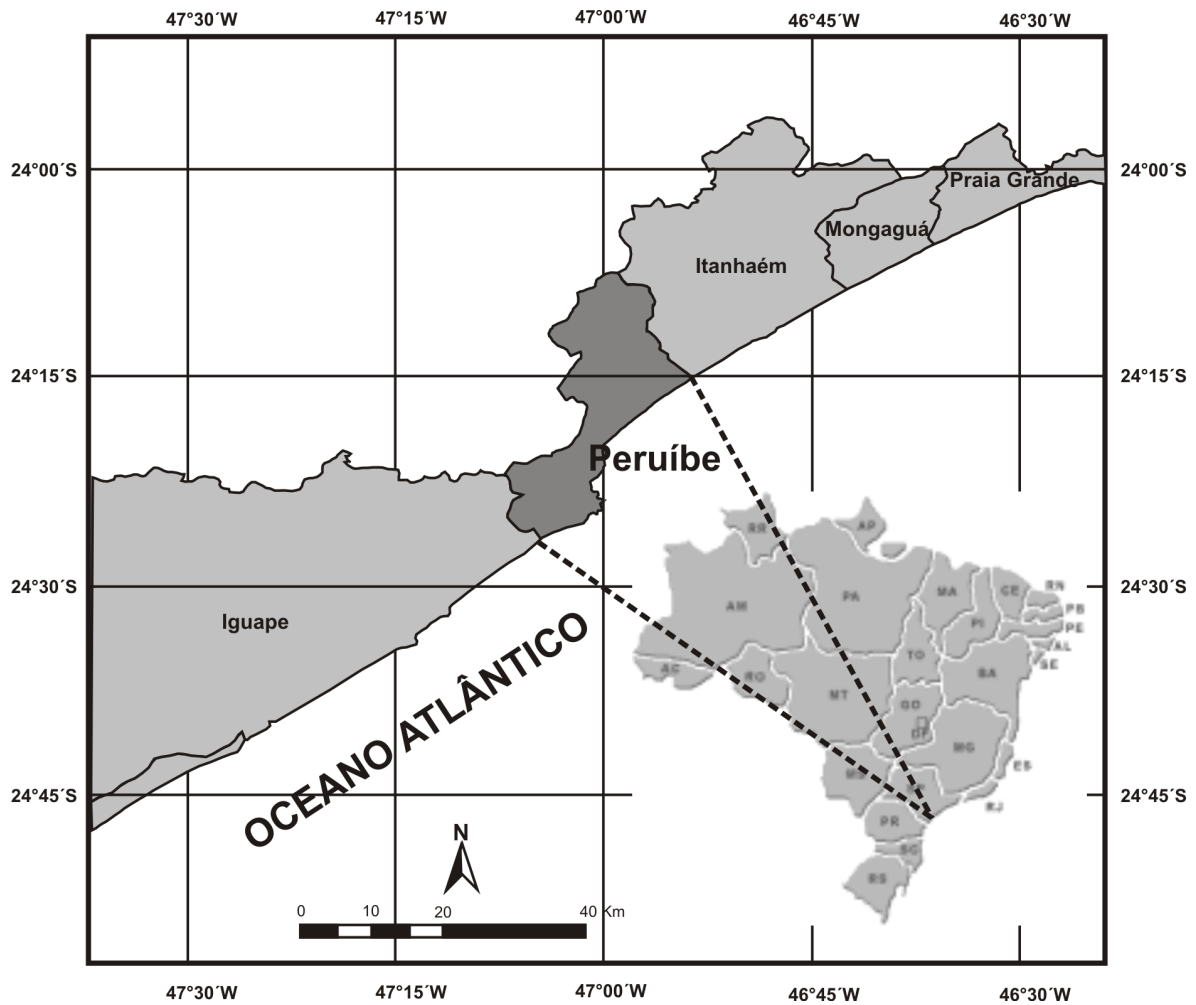 47°30´W 47°15´W 47°00´W 46°45´W 46°30´W
24°00´S 24°00´S
Praia Grande
Mongaguá
Itanhaém
24°15´S 24°15´S
Peruíbe
RR AP
24°30´S 24°30´S
AM PA MA CE RN
PB
PI PE
Iguape
AL
TO SE
AC RO BA
MT
GO
DF MG
OCEANO ATLÂNTICO
ES
MS
24°45´S 24°45´S
RJ
PR
N
SC
RS
0 10 20 40 Km
47°30´W 47°15´W 47°00´W 46°45´W 46°30´W